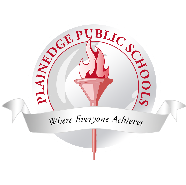 PLAINEDGE PUBLIC SCHOOLS
Where Everyone Achieves